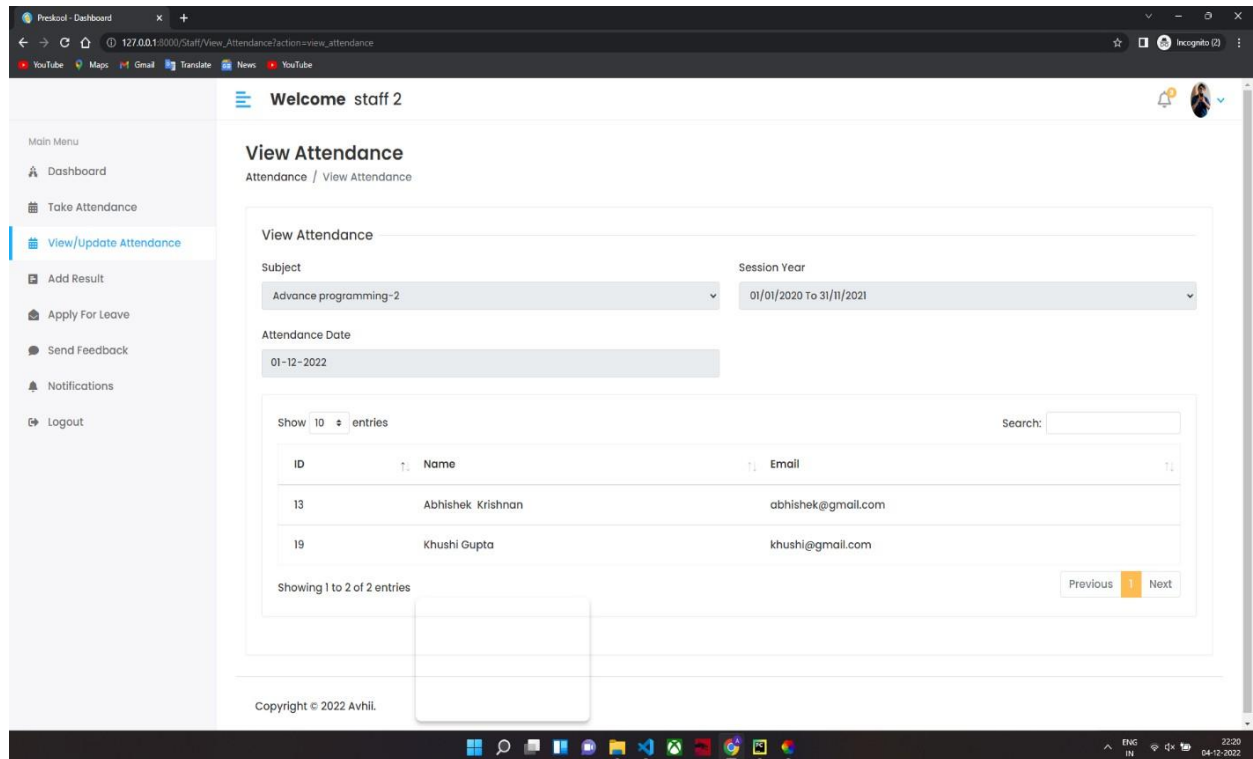 Preskool - Dashboard
127.0.0.1:8000/Staff/View_Attendance?action=view_attendance
Incognito (2)
YouTube Maps Gmail Translate News YouTube
Welcome staff 2
Main Menu
Dashboard
Take Attendance
View/Update Attendance
Add Result
Apply For Leave
Send Feedback
Notifications
Logout
View Attendance
Attendance / View Attendance
View Attendance
Subject
Advance programming-2
Session Year
01/01/2020 To 31/11/2021
Attendance Date
01-12-2022
Show 10 entries
Search:
ID Name Email
13 Abhishek Krishnan abhishek@gmail.com
19 Khushi Gupta khushi@gmail.com
Showing 1 to 2 of 2 entries
Previous 1 Next
Copyright © 2022 Avhii.
ENG
IN
22:20
04-12-2022